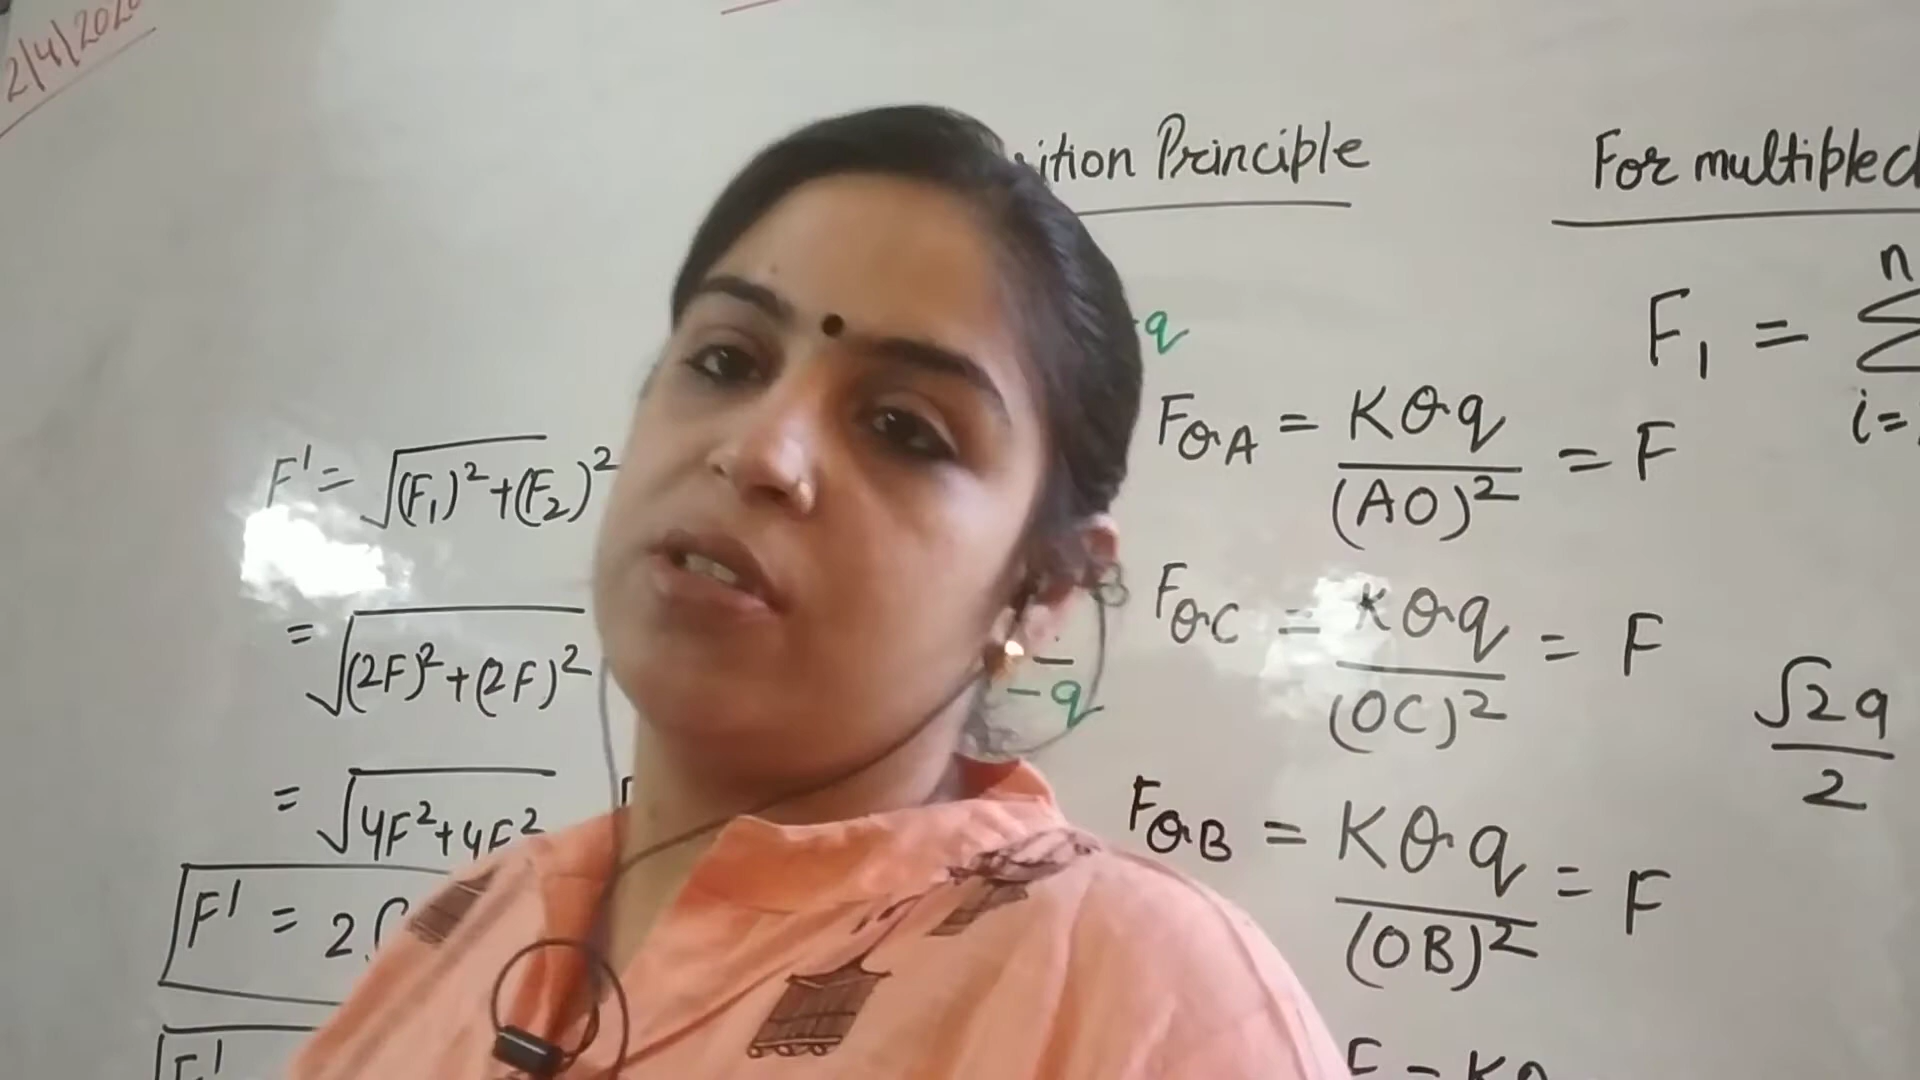 2/4/2020
ition Principle
For multiple
q
F' = √(F₁)²+(F₂)²
= √(2F)²+(2F)²
= √4F²+4F²
F' = 2
F'
-q
F_QA = KQq/(AO)² = F
F_QC = KQq/(OC)² = F
F_QB = KQq/(OB)² = F
n
F₁ = Σ
i=
√2a/2